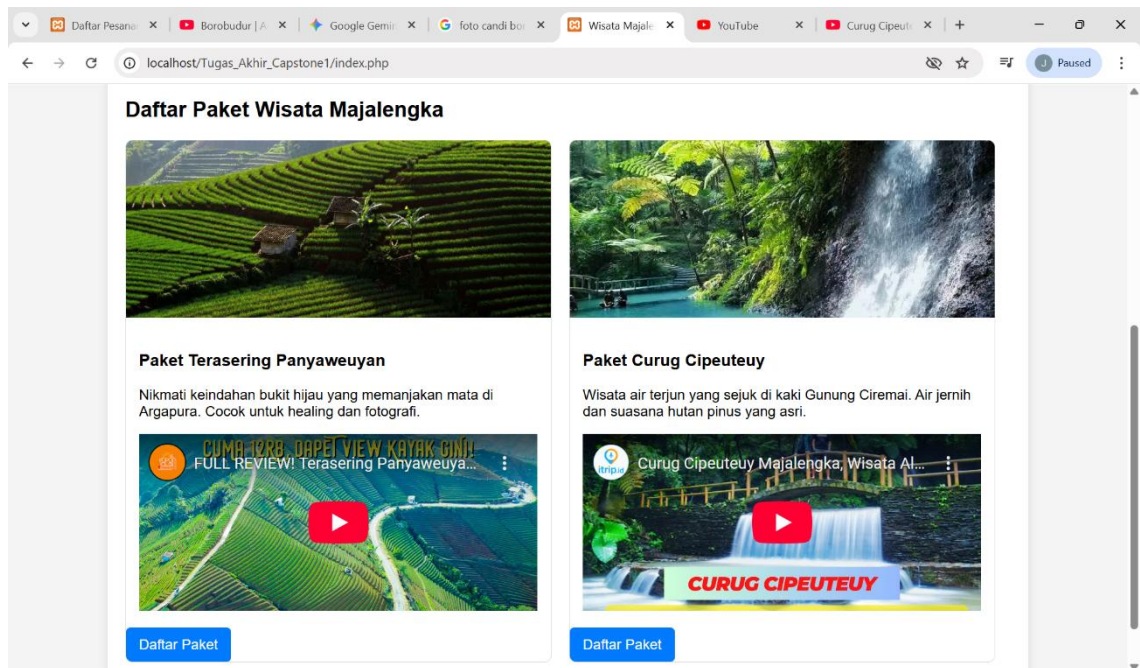 Daftar Pesana
Borobudur | A
Google Gemin
foto candi bor
Wisata Majale
YouTube
Curug Cipeute
localhost/Tugas_Akhir_Capstone1/index.php
J
Paused
Daftar Paket Wisata Majalengka
Paket Terasering Panyaweuyan
Nikmati keindahan bukit hijau yang memanjakan mata di
Argapura. Cocok untuk healing dan fotografi.
CUMA 12RB, DAPET VIEW KAYAK GINI!
FULL REVIEW! Terasering Panyaweuya...
Daftar Paket
Paket Curug Cipeuteuy
Wisata air terjun yang sejuk di kaki Gunung Ciremai. Air jernih
dan suasana hutan pinus yang asri.
itrip.id
Curug Cipeuteuy Majalengka, Wisata Al...
CURUG CIPEUTEUY
Daftar Paket